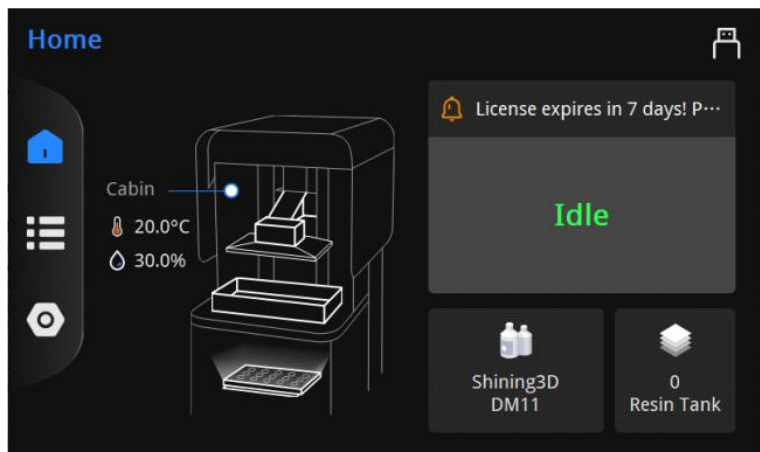 Home
License expires in 7 days! P···
Cabin
20.0°C
30.0%
Idle
Shining3D
DM11
0
Resin Tank